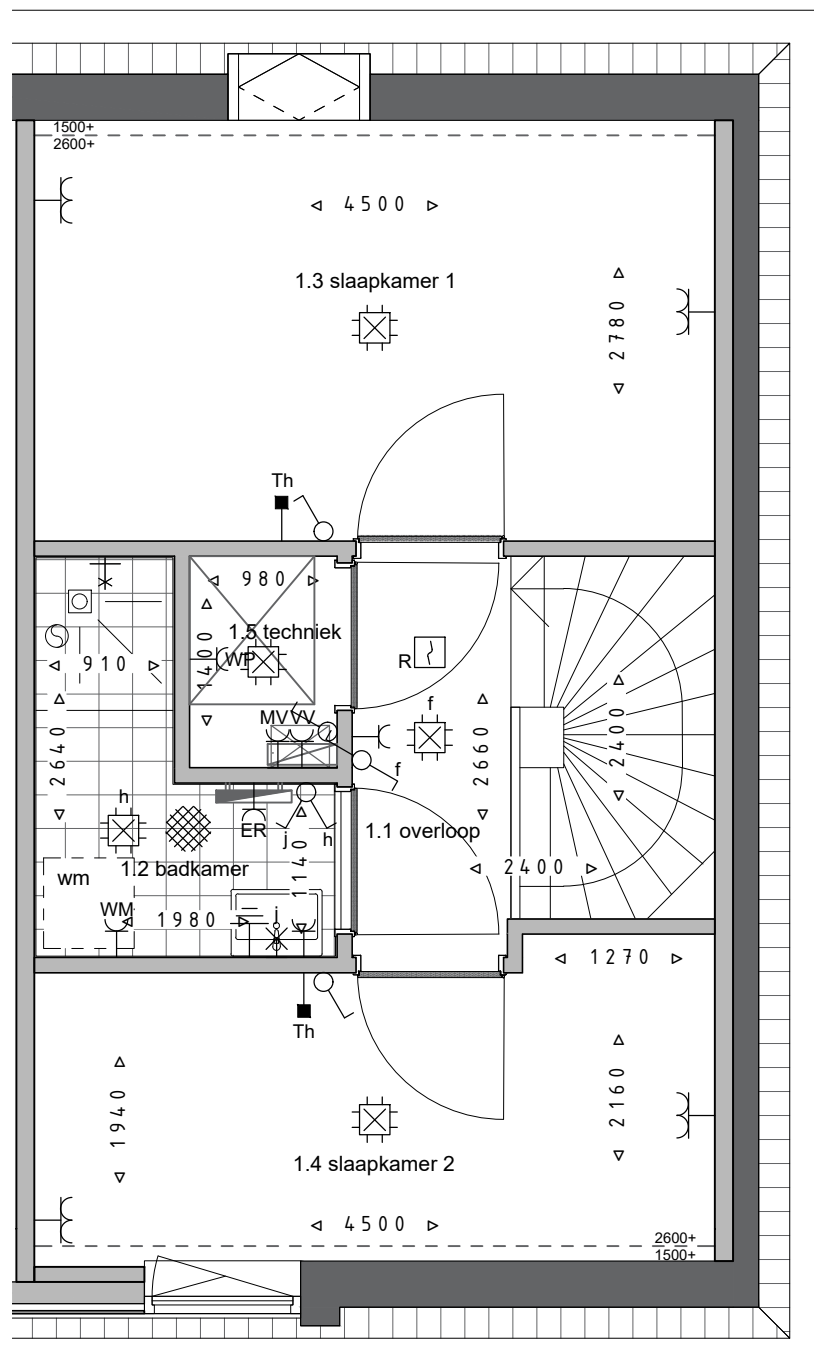 1500+
2600+
4500
1.3 slaapkamer 1
2780
Th
980
1.5 techniek
1400
WP
910
R
2640
MV VV
f
2660
2400
f
h
ER
j
h
1.1 overloop
1.2 badkamer
1140
2400
wm
WM
1980
j
1270
Th
1940
2160
1.4 slaapkamer 2
4500
2600+
1500+